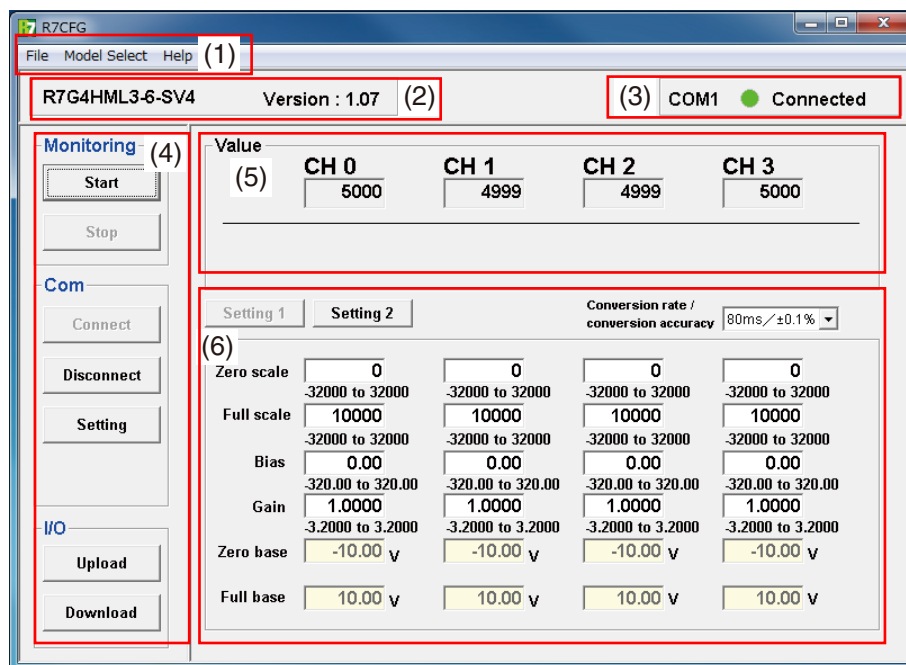 R7 R7CFG
File Model Select Help (1)
R7G4HML3-6-SV4 Version : 1.07 (2)
(3) COM1 Connected
Monitoring (4)
Start
Stop
Com
Connect
Disconnect
Setting
I/O
Upload
Download
Value
(5)
CH 0 CH 1 CH 2 CH 3
5000 4999 4999 5000
Setting 1 Setting 2
Conversion rate /
conversion accuracy 80ms/±0.1%
(6)
Zero scale 0 0 0 0
-32000 to 32000 -32000 to 32000 -32000 to 32000 -32000 to 32000
Full scale 10000 10000 10000 10000
-32000 to 32000 -32000 to 32000 -32000 to 32000 -32000 to 32000
Bias 0.00 0.00 0.00 0.00
-320.00 to 320.00 -320.00 to 320.00 -320.00 to 320.00 -320.00 to 320.00
Gain 1.0000 1.0000 1.0000 1.0000
-3.2000 to 3.2000 -3.2000 to 3.2000 -3.2000 to 3.2000 -3.2000 to 3.2000
Zero base -10.00 V -10.00 V -10.00 V -10.00 V
Full base 10.00 V 10.00 V 10.00 V 10.00 V